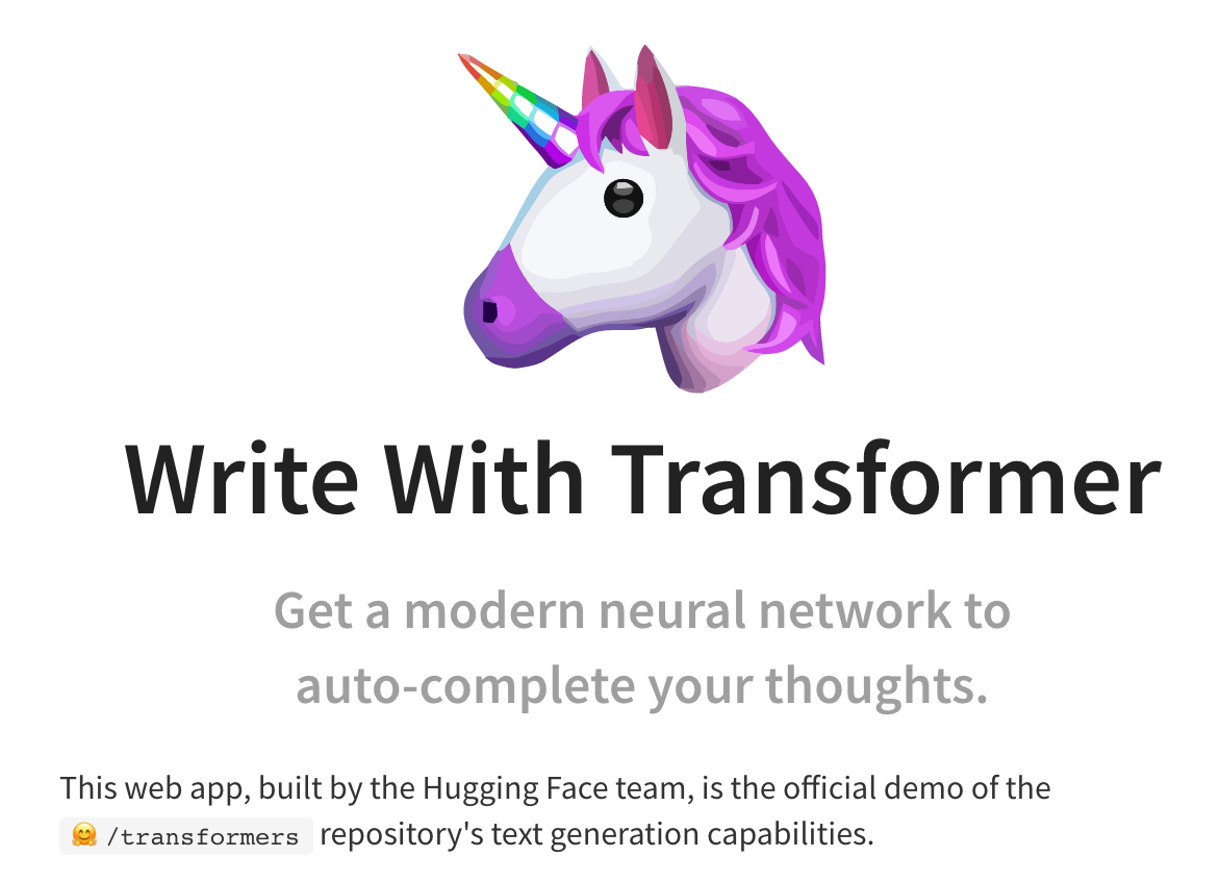 Write With Transformer
Get a modern neural network to
auto-complete your thoughts.
This web app, built by the Hugging Face team, is the official demo of the
🤗 /transformers repository's text generation capabilities.